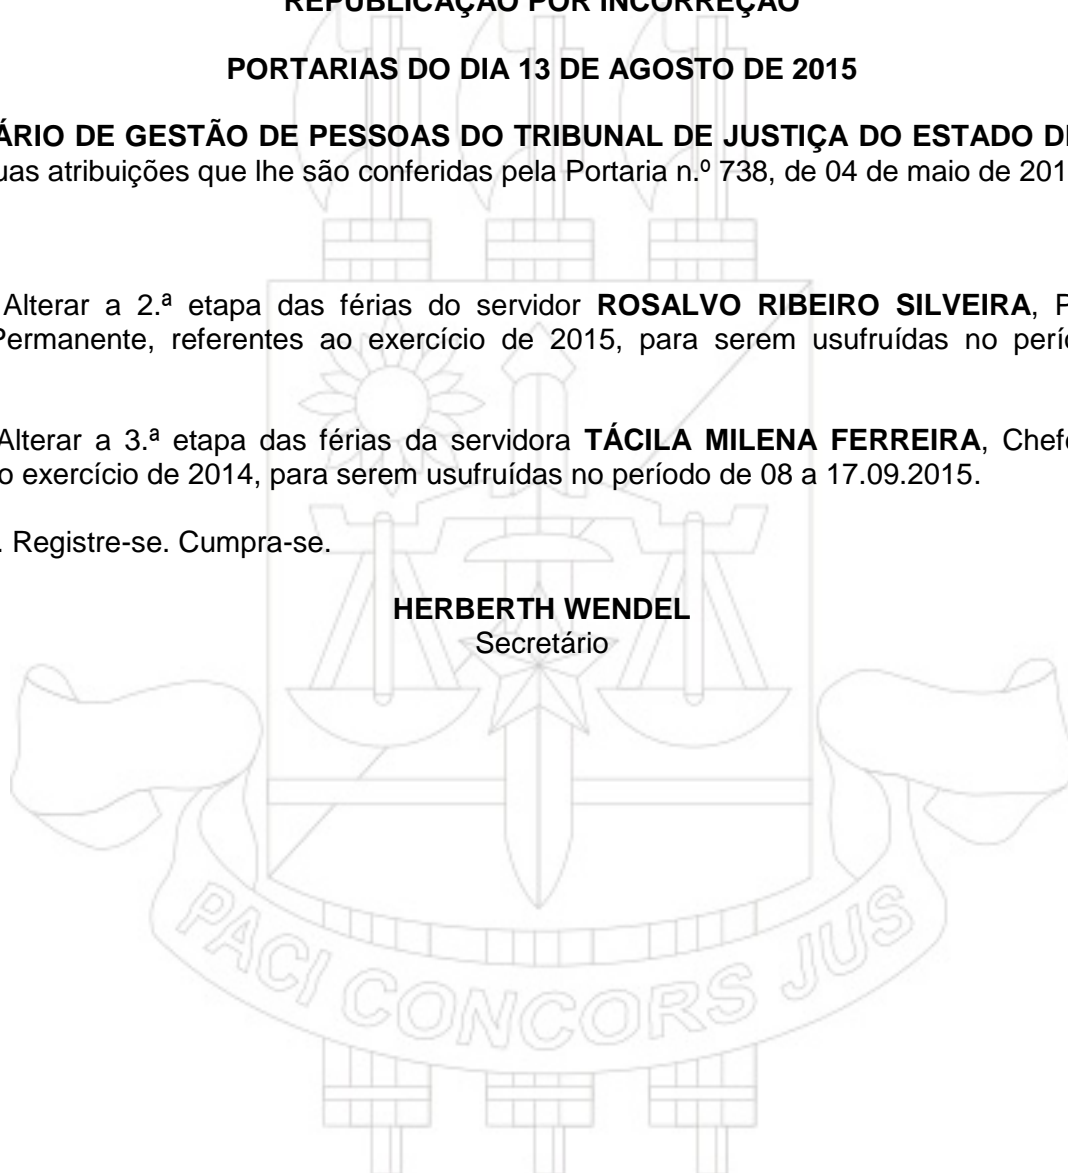 REPUBLICAÇÃO POR INCORREÇÃO
PORTARIAS DO DIA 13 DE AGOSTO DE 2015
ÁRIO DE GESTÃO DE PESSOAS DO TRIBUNAL DE JUSTIÇA DO ESTADO DE
uas atribuições que lhe são conferidas pela Portaria n.º 738, de 04 de maio de 201
Alterar a 2.ª etapa das férias do servidor ROSALVO RIBEIRO SILVEIRA, P
Permanente, referentes ao exercício de 2015, para serem usufruídas no perí
Alterar a 3.ª etapa das férias da servidora TÁCILA MILENA FERREIRA, Chefe
o exercício de 2014, para serem usufruídas no período de 08 a 17.09.2015.
. Registre-se. Cumpra-se.
HERBERTH WENDEL
Secretário
PACI CONCORS JUS